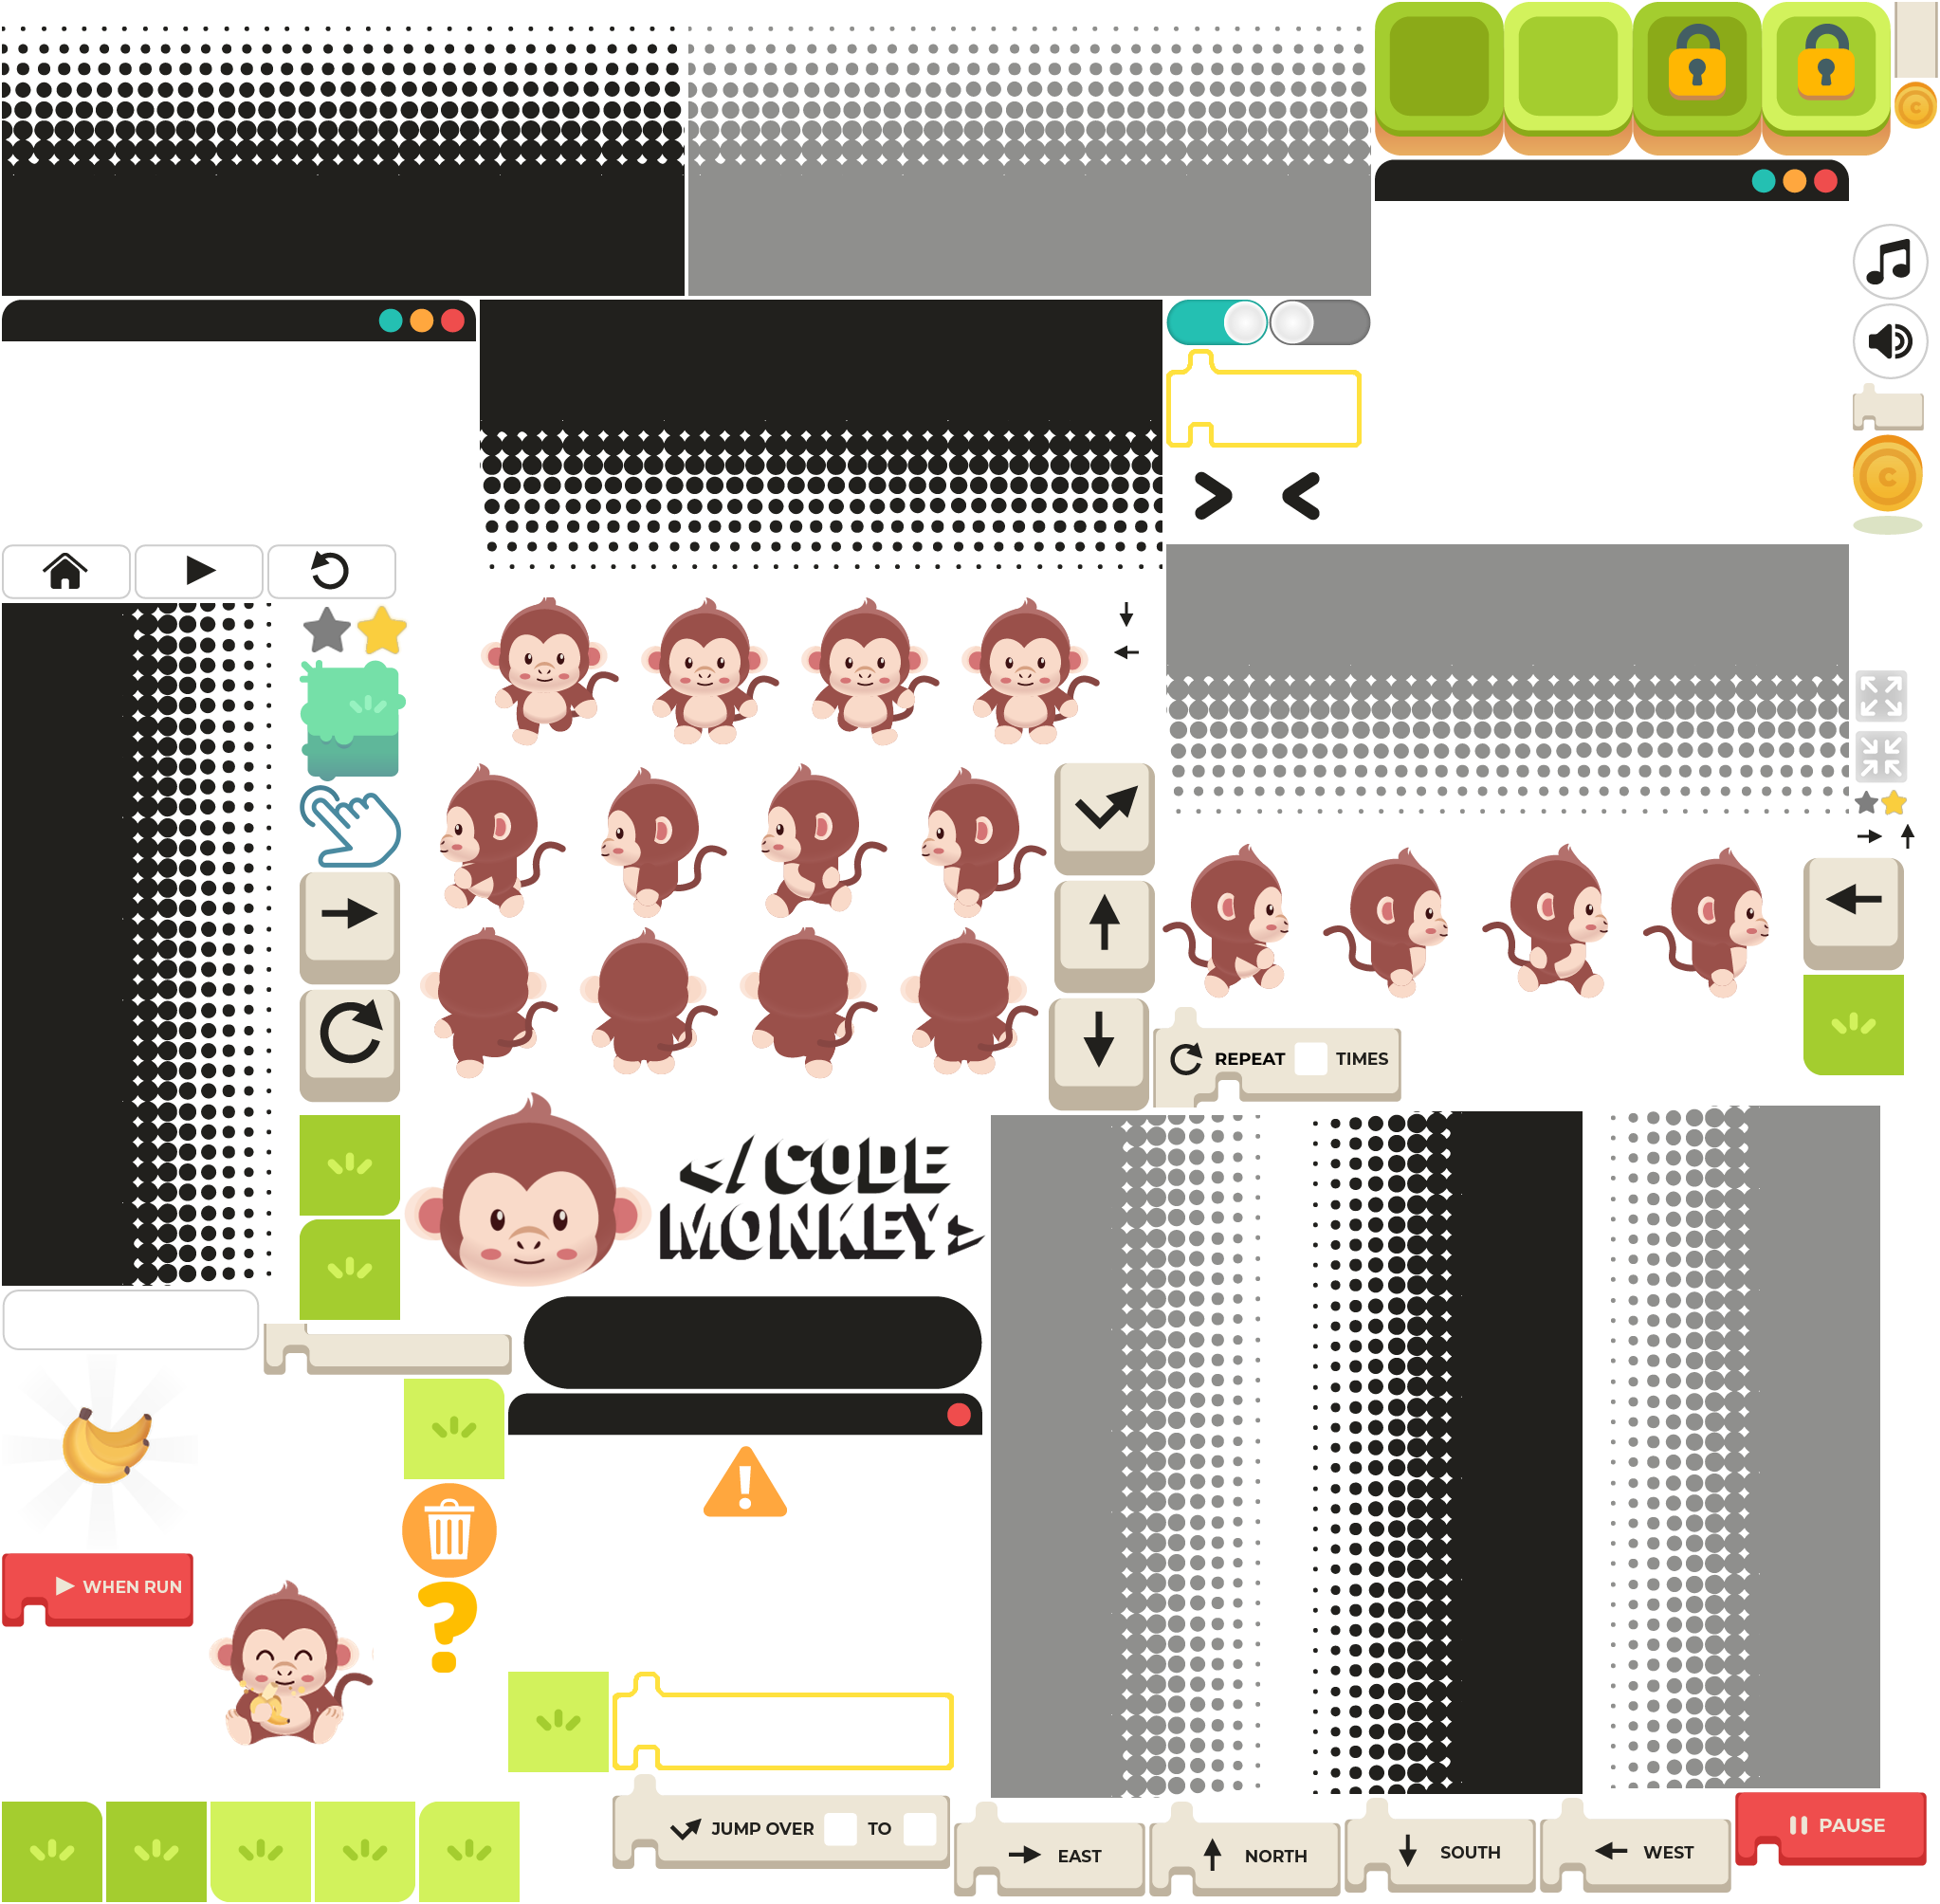 C
C
REPEAT TIMES
</ CODE
MONKEY >
WHEN RUN
JUMP OVER TO
EAST
NORTH
SOUTH
WEST
PAUSE